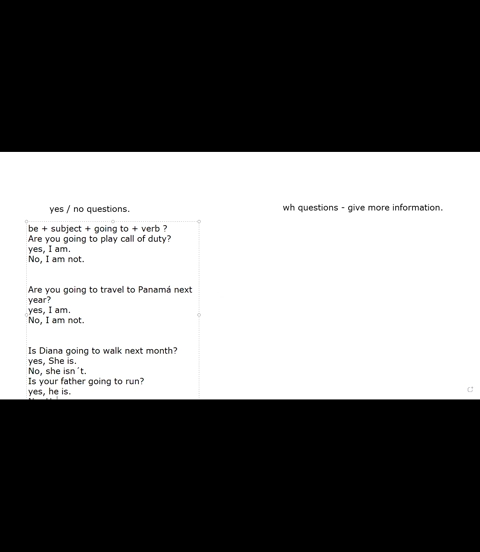 yes / no questions.
wh questions - give more information.
be + subject + going to + verb ?
Are you going to play call of duty?
yes, I am.
No, I am not.
Are you going to travel to Panamá next
year?
yes, I am.
No, I am not.
Is Diana going to walk next month?
yes, She is.
No, she isn´t.
Is your father going to run?
yes, he is.